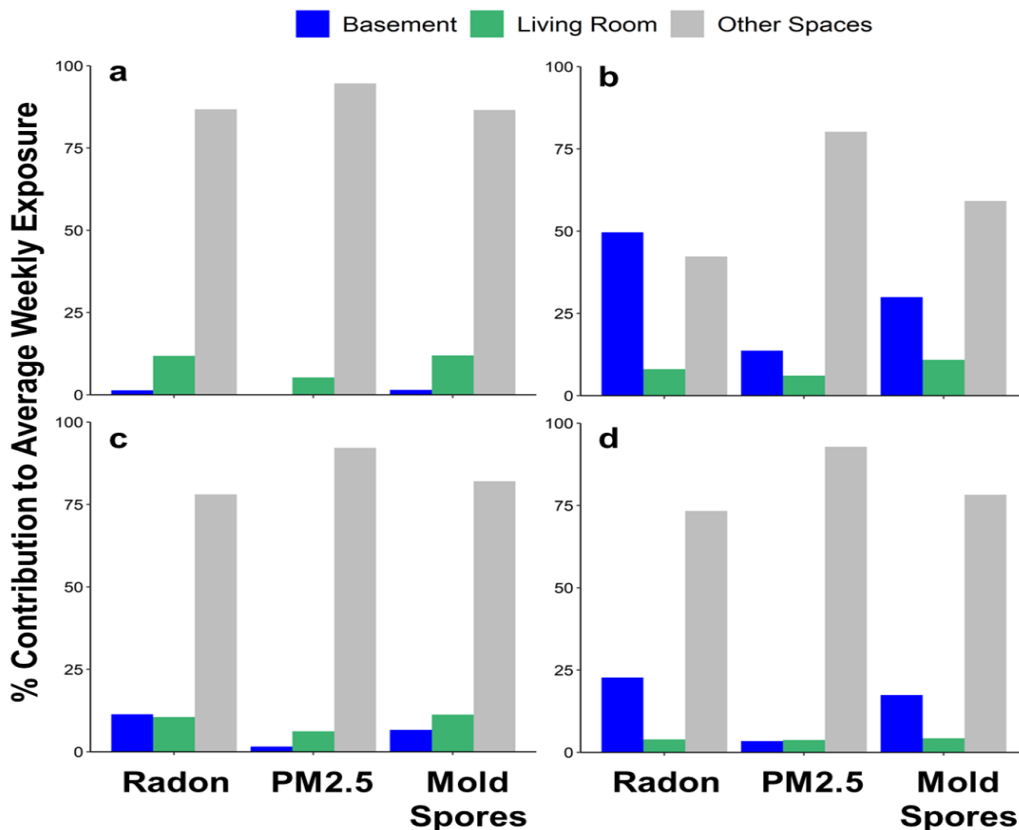 Basement Living Room Other Spaces
% Contribution to Average Weekly Exposure
a
100
75
50
25
0
b
100
75
50
25
0
c
100
75
50
25
0
d
100
75
50
25
0
Radon PM2.5 Mold Spores
Radon PM2.5 Mold Spores